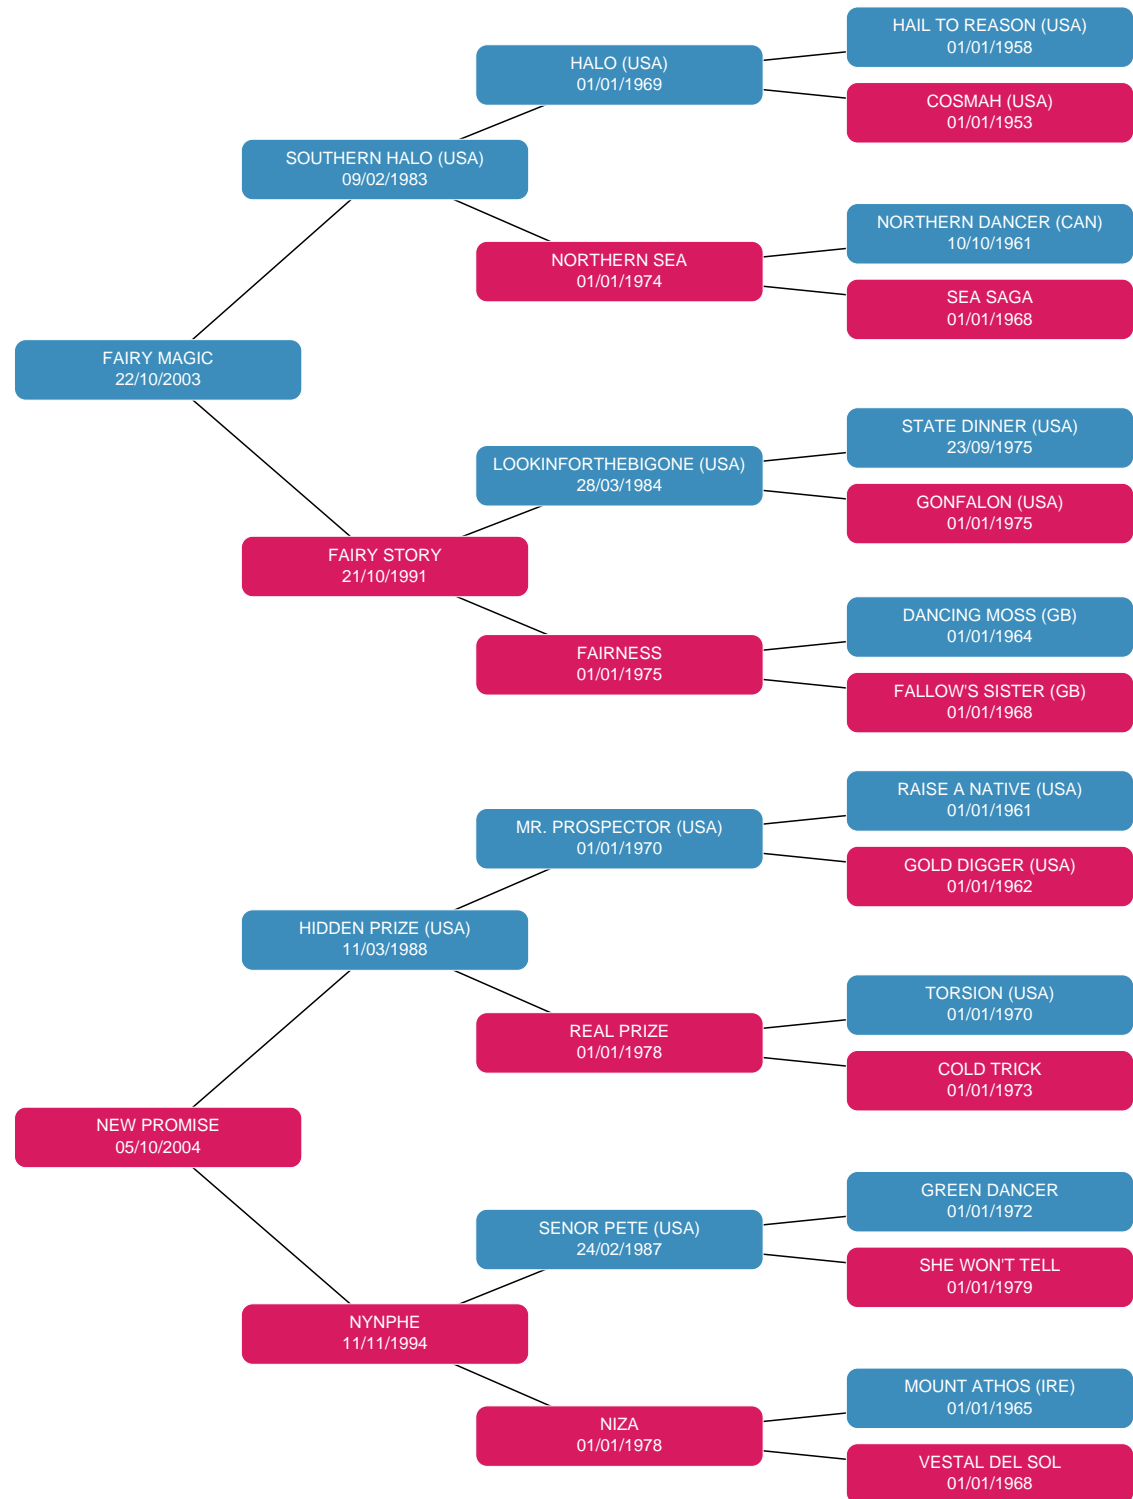 HAIL TO REASON (USA)
01/01/1958
HALO (USA)
01/01/1969
COSMAH (USA)
01/01/1953
SOUTHERN HALO (USA)
09/02/1983
NORTHERN DANCER (CAN)
10/10/1961
NORTHERN SEA
01/01/1974
SEA SAGA
01/01/1968
FAIRY MAGIC
22/10/2003
STATE DINNER (USA)
23/09/1975
LOOKINFORTHEBIGONE (USA)
28/03/1984
GONFALON (USA)
01/01/1975
FAIRY STORY
21/10/1991
DANCING MOSS (GB)
01/01/1964
FAIRNESS
01/01/1975
FALLOW'S SISTER (GB)
01/01/1968
RAISE A NATIVE (USA)
01/01/1961
MR. PROSPECTOR (USA)
01/01/1970
GOLD DIGGER (USA)
01/01/1962
HIDDEN PRIZE (USA)
11/03/1988
TORSION (USA)
01/01/1970
REAL PRIZE
01/01/1978
COLD TRICK
01/01/1973
NEW PROMISE
05/10/2004
GREEN DANCER
01/01/1972
SENOR PETE (USA)
24/02/1987
SHE WON'T TELL
01/01/1979
NYNPHE
11/11/1994
MOUNT ATHOS (IRE)
01/01/1965
NIZA
01/01/1978
VESTAL DEL SOL
01/01/1968